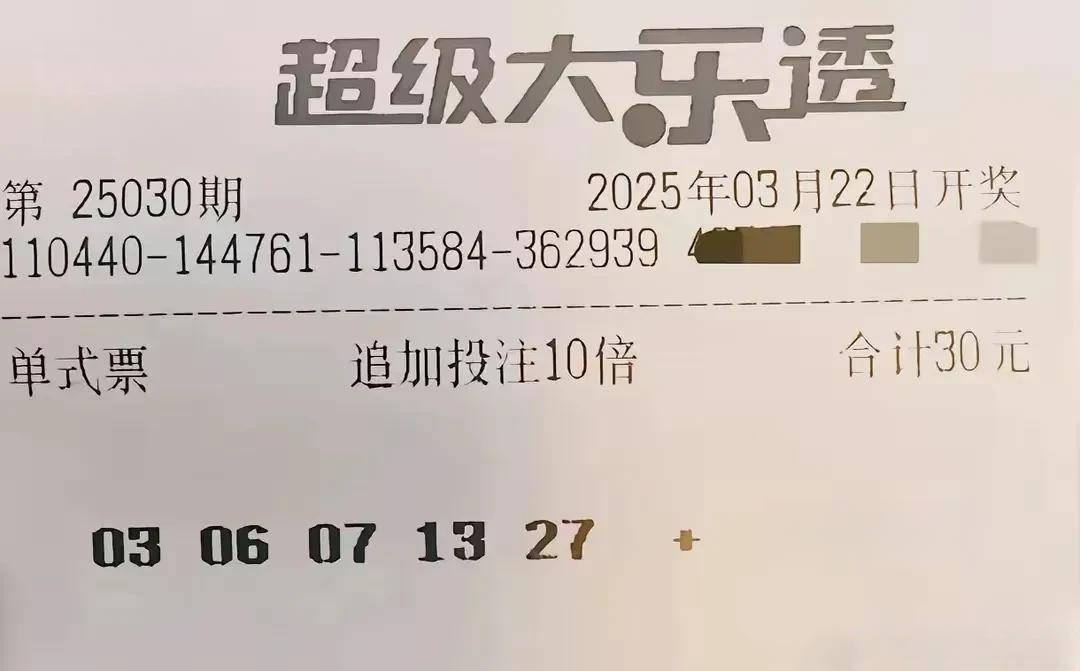 超级大乐透
第 25030期 2025年03月22日开奖
110440-144761-113584-362939
单式票 追加投注10倍 合计30元
03 06 07 13 27 +